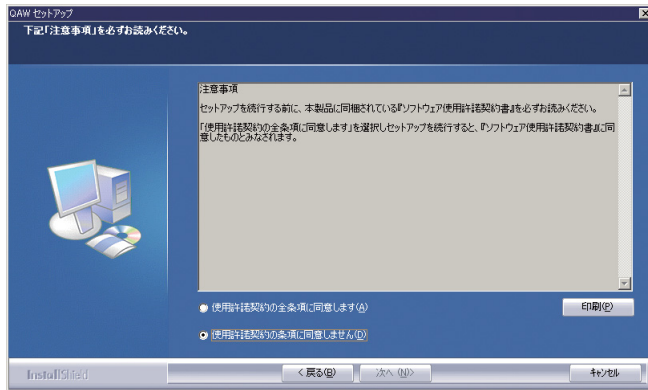 QAW セットアップ
下記「注意事項」を必ずお読みください。
注意事項
セットアップを続行する前に、本製品に同梱されている『ソフトウェア使用許諾契約書』を必ずお読みください。
「使用許諾契約の全条項に同意します」を選択しセットアップを続行すると、『ソフトウェア使用許諾契約書』に同
意したものとみなされます。
使用許諾契約の全条項に同意します(A)
印刷(P)
使用許諾契約の条項に同意しません(D)
InstallShield
< 戻る(B)
次へ (N)>
キャンセル